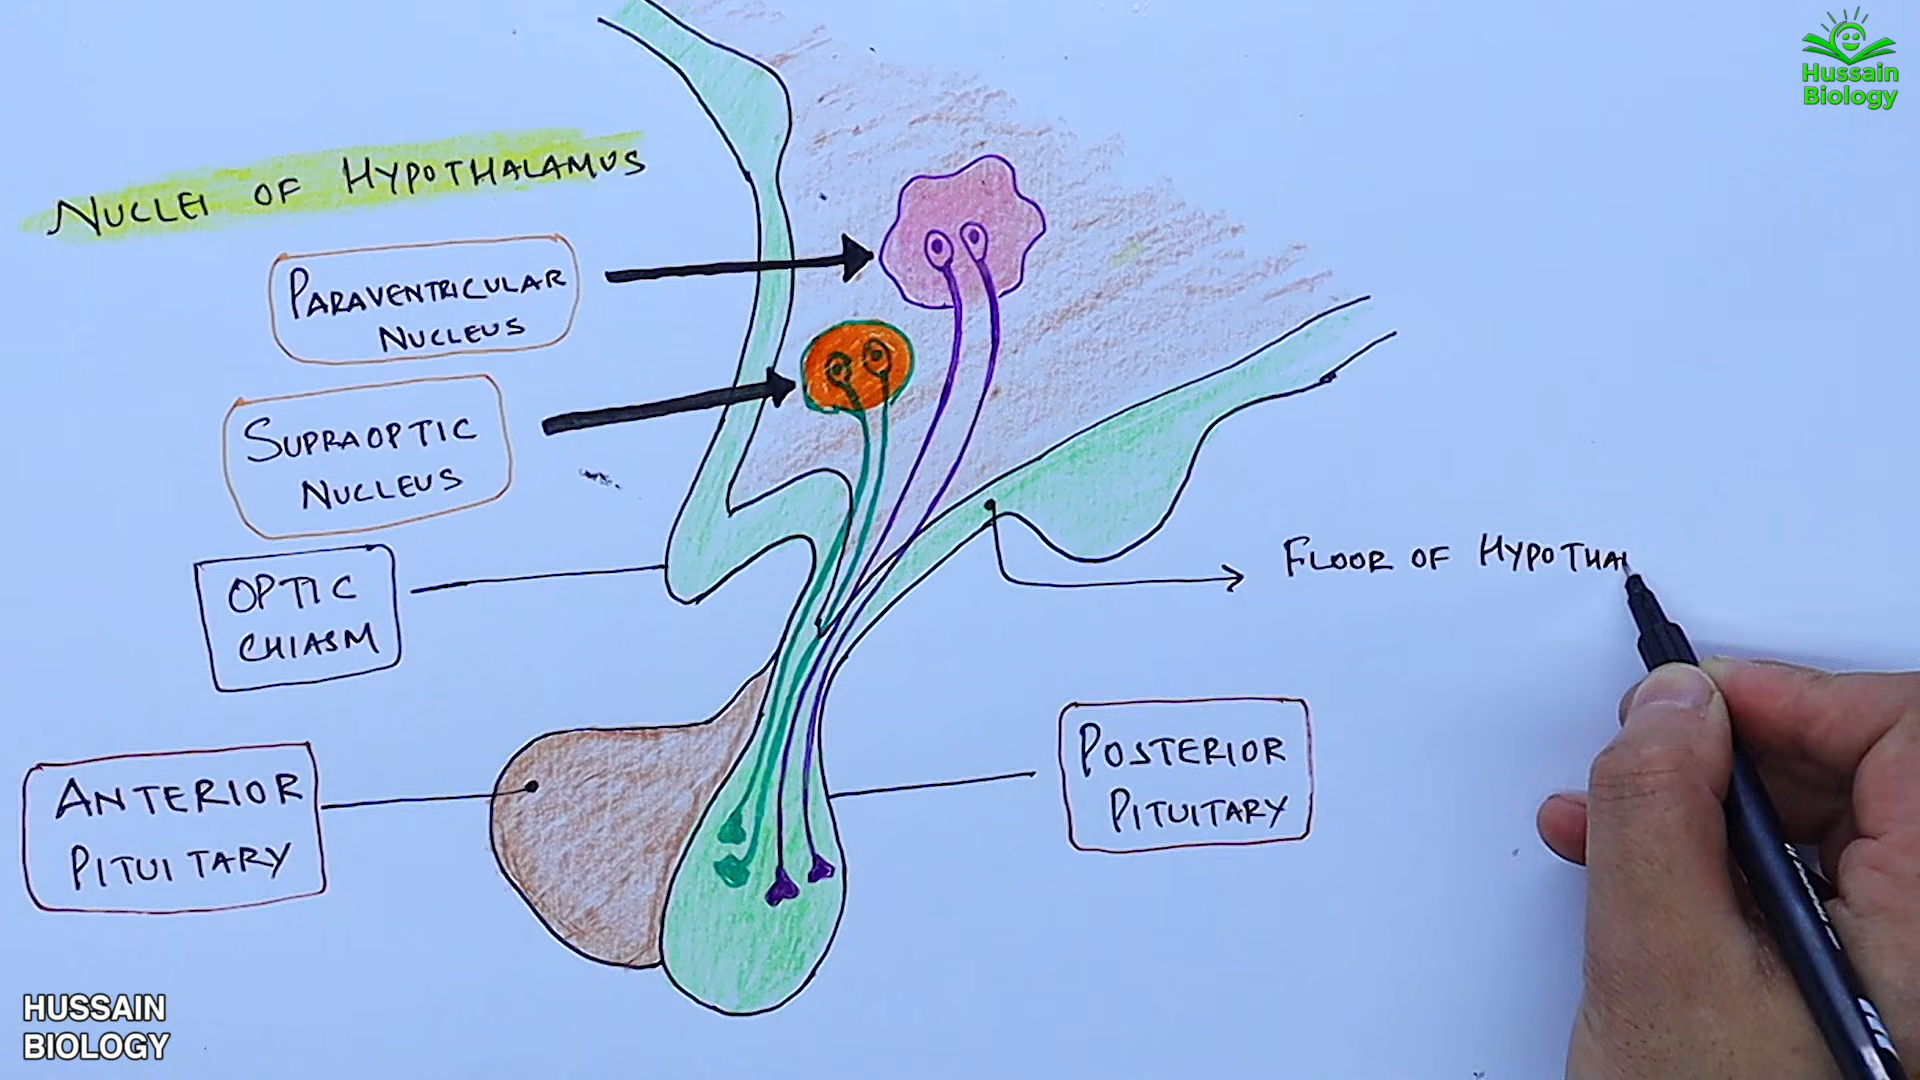 Hussain
Biology
NUCLEI OF HYPOTHALAMUS
PARAVENTRICULAR
NUCLEUS
SUPRAOPTIC
NUCLEUS
OPTIC
CHIASM
FLOOR OF HYPOTHAL
ANTERIOR
PITUITARY
POSTERIOR
PITUITARY
HUSSAIN
BIOLOGY